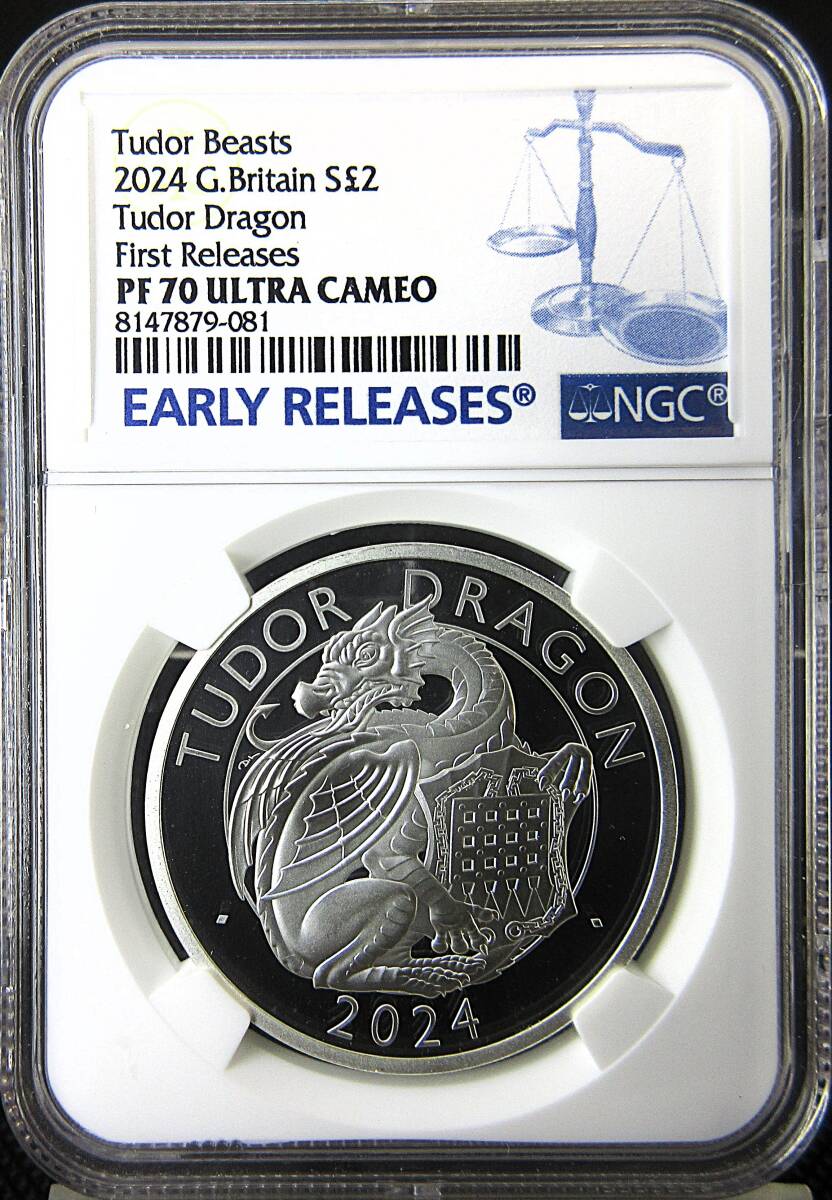 Tudor Beasts
2024 G.Britain S£2
Tudor Dragon
First Releases
PF 70 ULTRA CAMEO
8147879-081
EARLY RELEASES®
NGC®
TUDOR DRAGON
2024